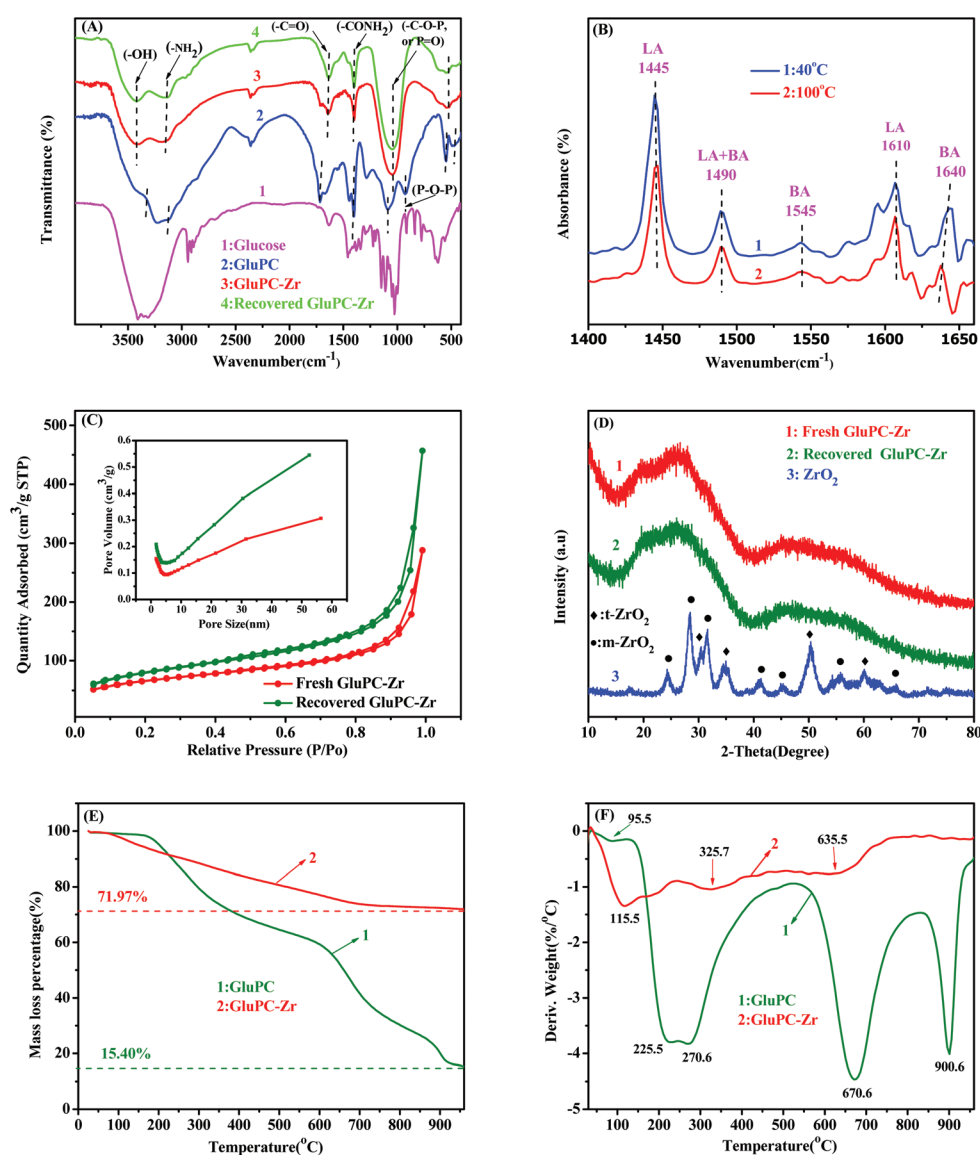 (A)
(-OH)
(-NH2)
(-C=O)
(-CONH2)
(-C-O-P,
or P=O)
(P-O-P)
4
3
2
1
1:Glucose
2:GluPC
3:GluPC-Zr
4:Recovered GluPC-Zr
Transmittance (%)
3500 3000 2500 2000 1500 1000 500
Wavenumber(cm-1)
(B)
LA
1445
1:40°C
2:100°C
LA+BA
1490
BA
1545
LA
1610
BA
1640
1
2
Absorbance (%)
1400 1450 1500 1550 1600 1650
Wavenumber(cm-1)
(C)
500
400
300
200
100
0
Quantity Adsorbed (cm3/g STP)
0.6
0.5
0.4
0.3
0.2
0.1
0.0
Pore Volume (cm3/g)
0 10 20 30 40 50 60
Pore Size(nm)
Fresh GluPC-Zr
Recovered GluPC-Zr
0.0 0.2 0.4 0.6 0.8 1.0
Relative Pressure (P/Po)
(D)
1: Fresh GluPC-Zr
2: Recovered GluPC-Zr
3: ZrO2
1
2
3
:t-ZrO2
:m-ZrO2
Intensity (a.u)
10 20 30 40 50 60 70 80
2-Theta(Degree)
(E)
100
80
60
40
20
0
Mass loss percentage(%)
71.97%
15.40%
2
1
1:GluPC
2:GluPC-Zr
0 100 200 300 400 500 600 700 800 900
Temperature(°C)
(F)
0
-1
-2
-3
-4
-5
Deriv. Weight(%/°C)
95.5
115.5
325.7
2
635.5
1
1:GluPC
2:GluPC-Zr
225.5
270.6
670.6
900.6
100 200 300 400 500 600 700 800 900
Temperature(°C)